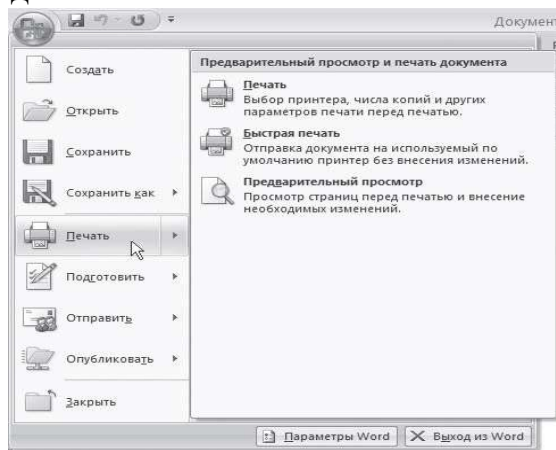 Докумен
Создать
Открыть
Сохранить
Сохранить как
Печать
Подготовить
Отправить
Опубликовать
Закрыть
Предварительный просмотр и печать документа
Печать
Выбор принтера, числа копий и других
параметров печати перед печатью.
Быстрая печать
Отправка документа на используемый по
умолчанию принтер без внесения изменений.
Предварительный просмотр
Просмотр страниц перед печатью и внесение
необходимых изменений.
Параметры Word
Выход из Word